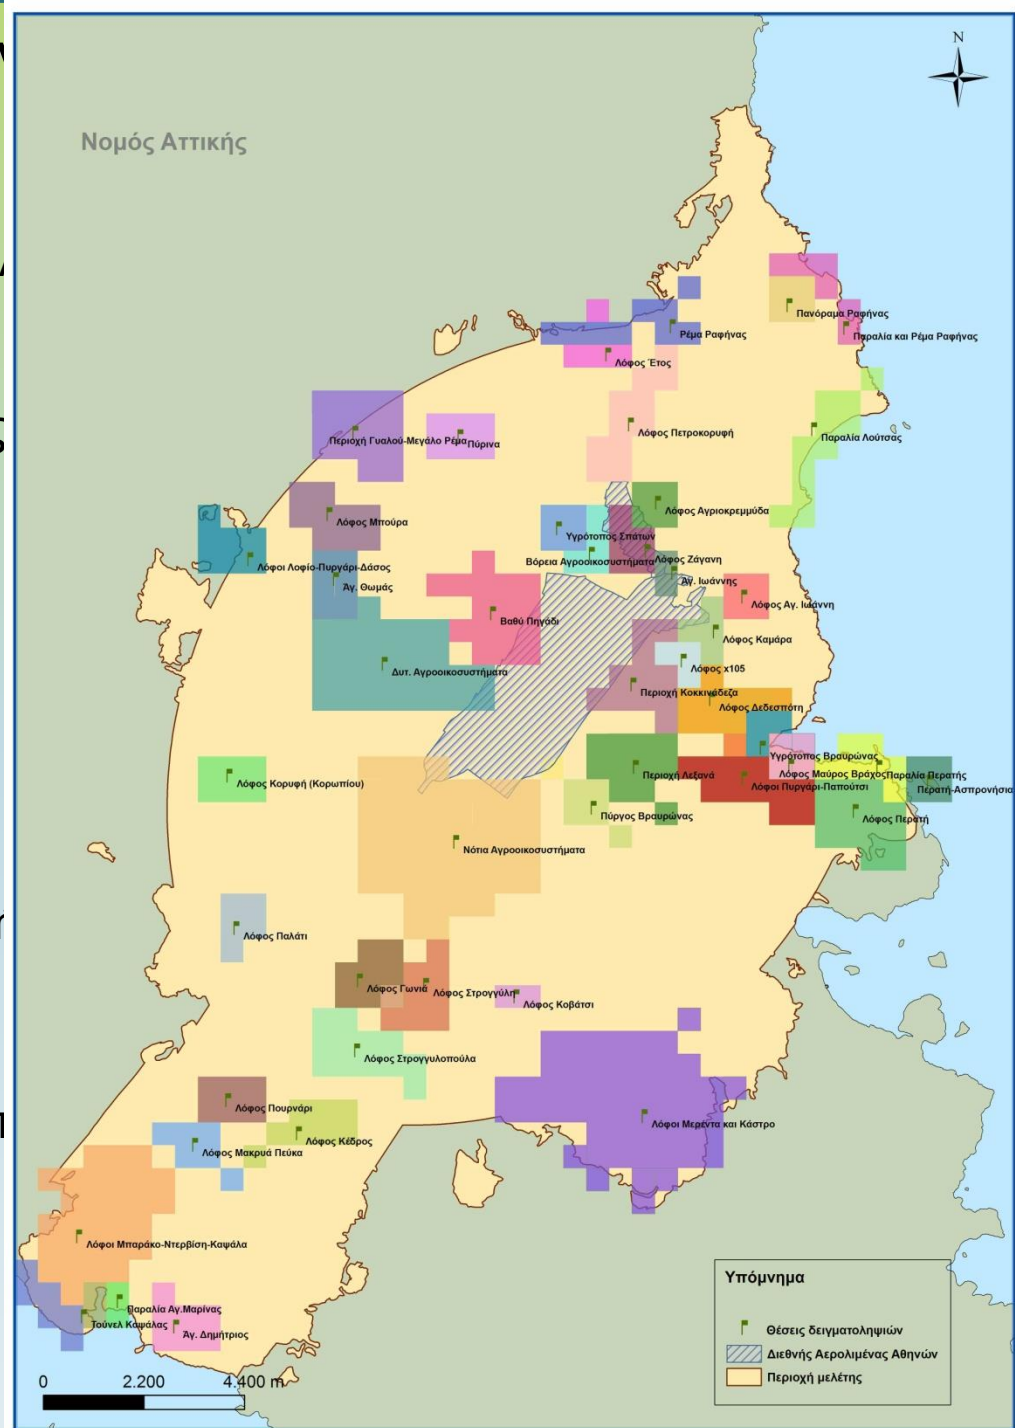 N
Νομός Αττικής
Πανόραμα Ραφήνας
Ρέμα Ραφήνας
Παραλία και Ρέμα Ραφήνας
Λόφος Έτος
Λόφος Πετροκορυφή
Παραλία Λούτσας
Περιοχή Γυαλού-Μεγάλο Ρέμα
Πύρινα
Λόφος Αγριοκρεμμύδα
Λόφος Μπούρα
Υγρότοπος Σπάτων
Λόφοι Λοφίο-Πυργάρι-Δάσος
Βόρεια Αγροοικοσυστήματα
Λόφος Ζάγανη
Άγ. Ιωάννης
Άγ. Θωμάς
Λόφος Αγ. Ιωάννη
Βαθύ Πηγάδι
Λόφος Καμάρα
Δυτ. Αγροοικοσυστήματα
Λόφος x105
Περιοχή Κοκκινάδεζα
Λόφος Δεδεσπότη
Υγρότοπος Βραυρώνας
Λόφος Κορυφή (Κορωπίου)
Περιοχή Λεξανά
Λόφος Μαύρος Βράχος
Παραλία Περατής
Λόφοι Πυργάρι-Παπούτσι
Περατή-Ασπρονήσια
Πύργος Βραυρώνας
Λόφος Περατή
Νότια Αγροοικοσυστήματα
Λόφος Παλάτι
Λόφος Γωνιά
Λόφος Στρογγύλη
Λόφος Κοβάτσι
Λόφος Στρογγυλοπούλα
Λόφος Πουρνάρι
Λόφοι Μερέντα και Κάστρο
Λόφος Κέδρος
Λόφος Μακρυά Πεύκα
Λόφοι Μπαράκο-Ντερβίση-Καψάλα
Παραλία Αγ.Μαρίνας
Τούνελ Καψάλας
Άγ. Δημήτριος
Υπόμνημα
Θέσεις δειγματοληψιών
Διεθνής Αερολιμένας Αθηνών
Περιοχή μελέτης
0 2.200 4.400 m